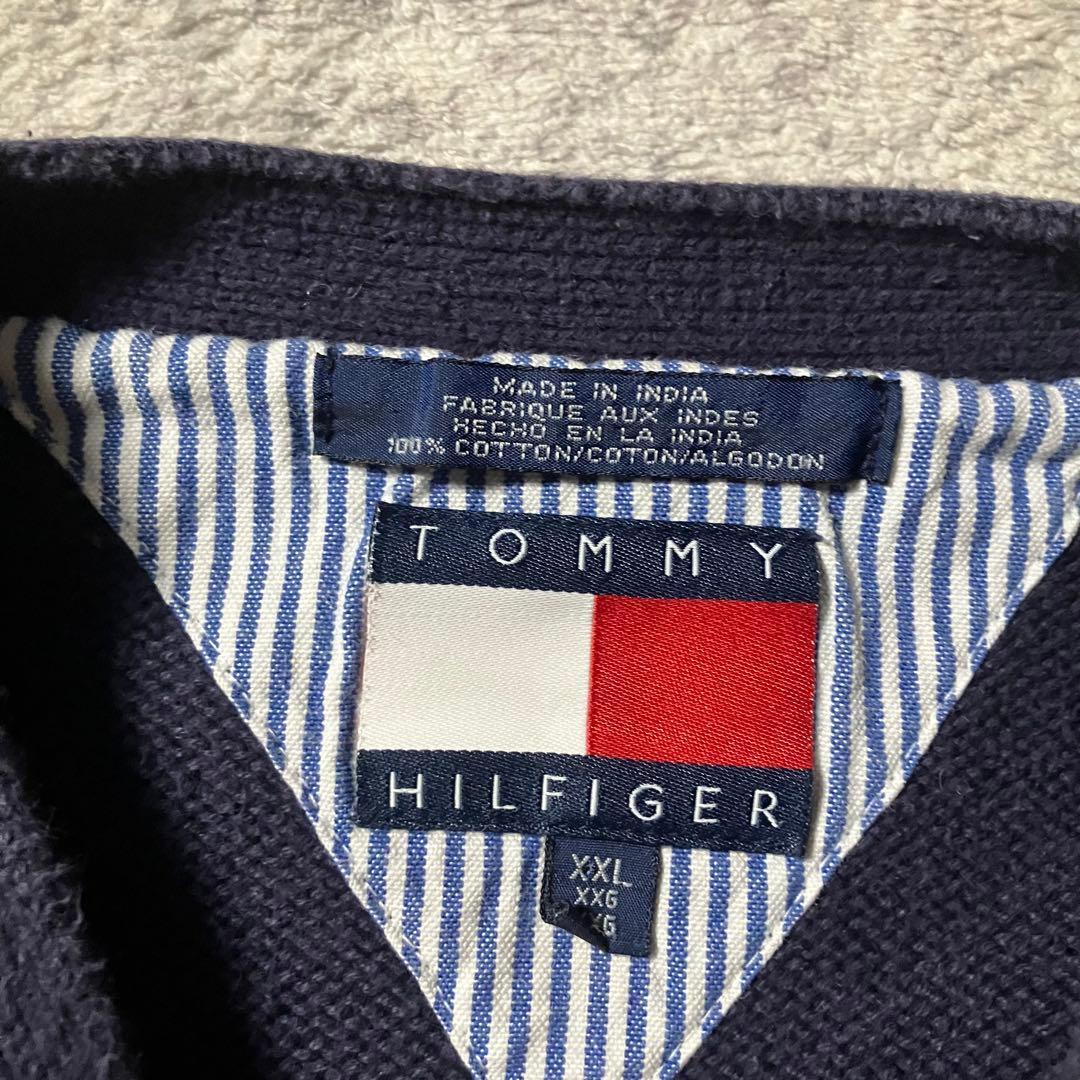 MADE IN INDIA
FABRIQUE AUX INDES
HECHO EN LA INDIA
100% COTTON/COTON/ALGODON
TOMMY
HILFIGER
XXL
XXG